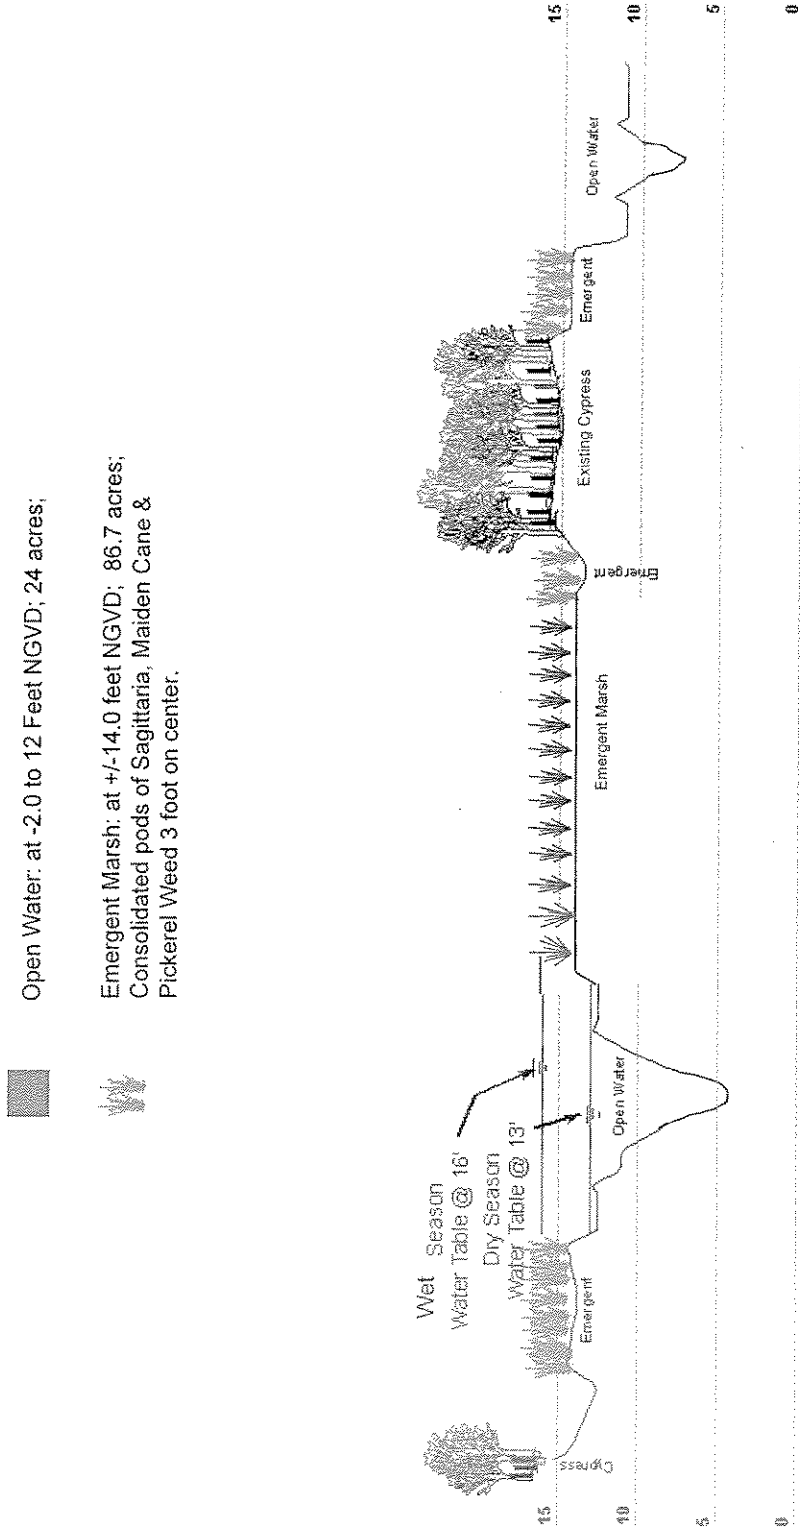 Open Water: at -2.0 to 12 Feet NGVD; 24 acres;
Emergent Marsh: at +/-14.0 feet NGVD; 86.7 acres;
Consolidated pods of Sagittaria, Maiden Cane &
Pickerel Weed 3 foot on center.
Wet Season
Water Table @ 16'
Dry Season
Water Table @ 13'
15
10
5
0
Cypress
Emergent
Open Water
Emergent Marsh
Emergent
Existing Cypress
Emergent
Open Water
15
10
5
0